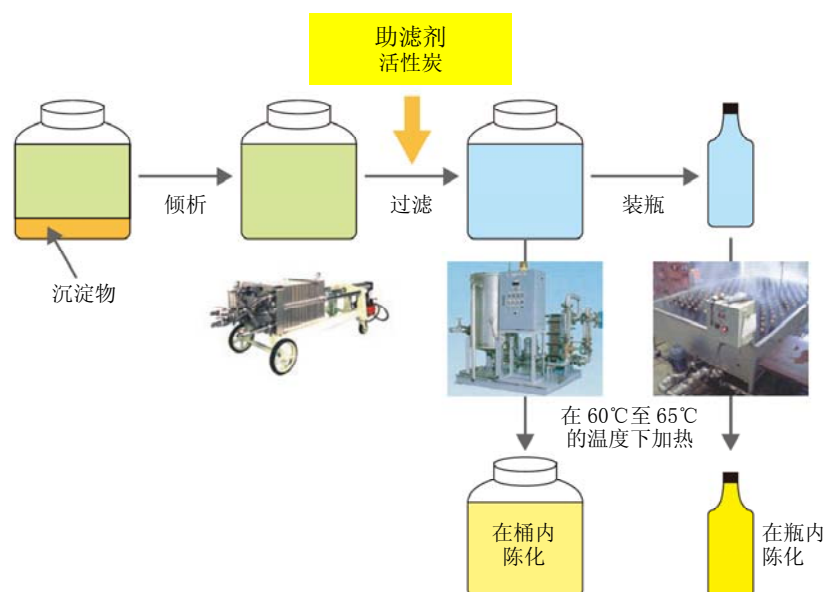 助滤剂
活性炭
倾析
过滤
装瓶
沉淀物
在 60℃至 65℃
的温度下加热
在桶内
陈化
在瓶内
陈化